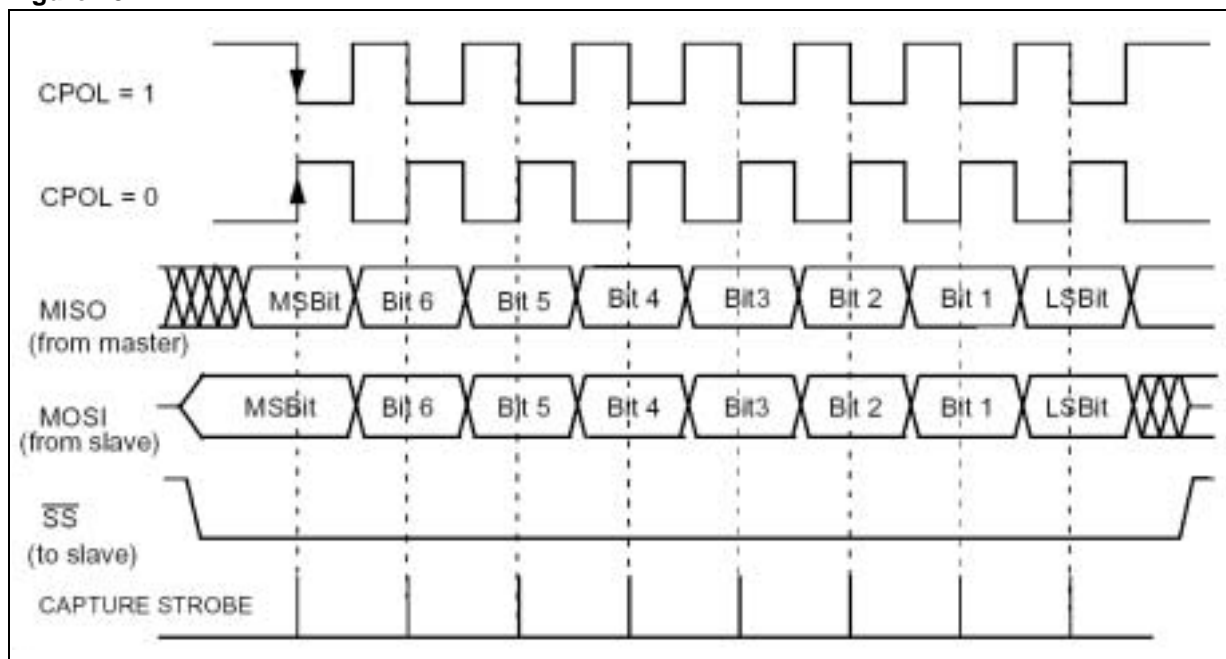 CPOL = 1
CPOL = 0
MISO
(from master)
MSBit Bit 6 Bit 5 Bit 4 Bit3 Bit 2 Bit 1 LSBit
MOSI
(from slave)
MSBit Bit 6 Bit 5 Bit 4 Bit3 Bit 2 Bit 1 LSBit
SS
(to slave)
CAPTURE STROBE